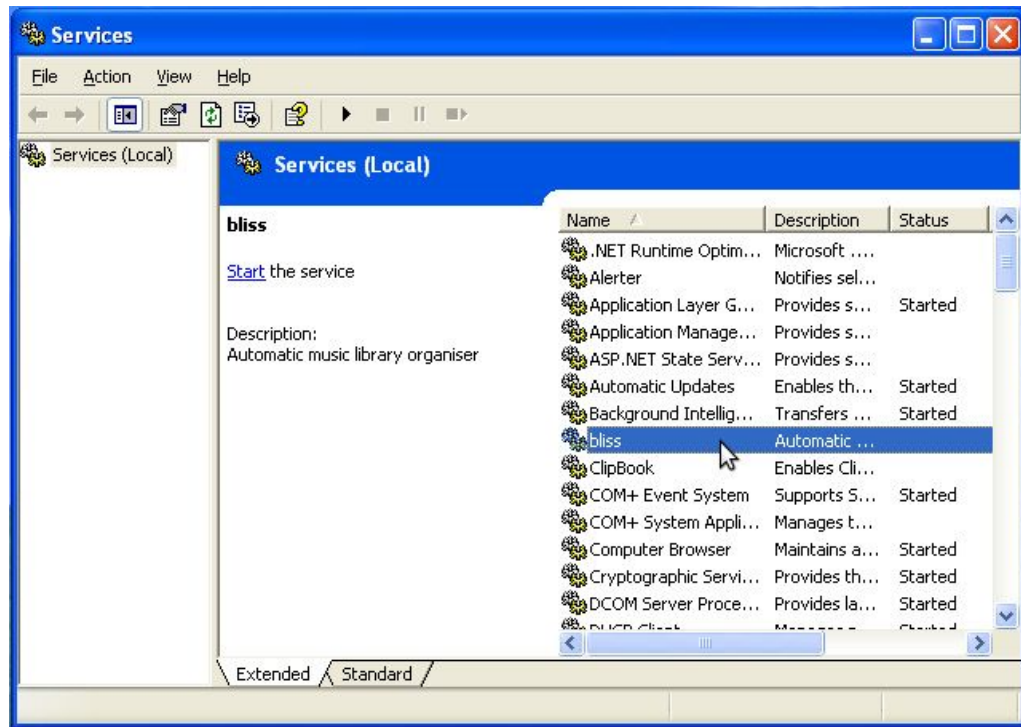 Services
File Action View Help
Services (Local)
Services (Local)
bliss
Start the service
Description:
Automatic music library organiser
Name Description Status
.NET Runtime Optim... Microsoft ....
Alerter Notifies sel...
Application Layer G... Provides s... Started
Application Manage... Provides s...
ASP.NET State Serv... Provides s...
Automatic Updates Enables th... Started
Background Intellig... Transfers ... Started
bliss Automatic ...
ClipBook Enables Cli...
COM+ Event System Supports S... Started
COM+ System Appli... Manages t...
Computer Browser Maintains a... Started
Cryptographic Servi... Provides th... Started
DCOM Server Proce... Provides la... Started
DHCP Client Manages n... Started
Extended Standard